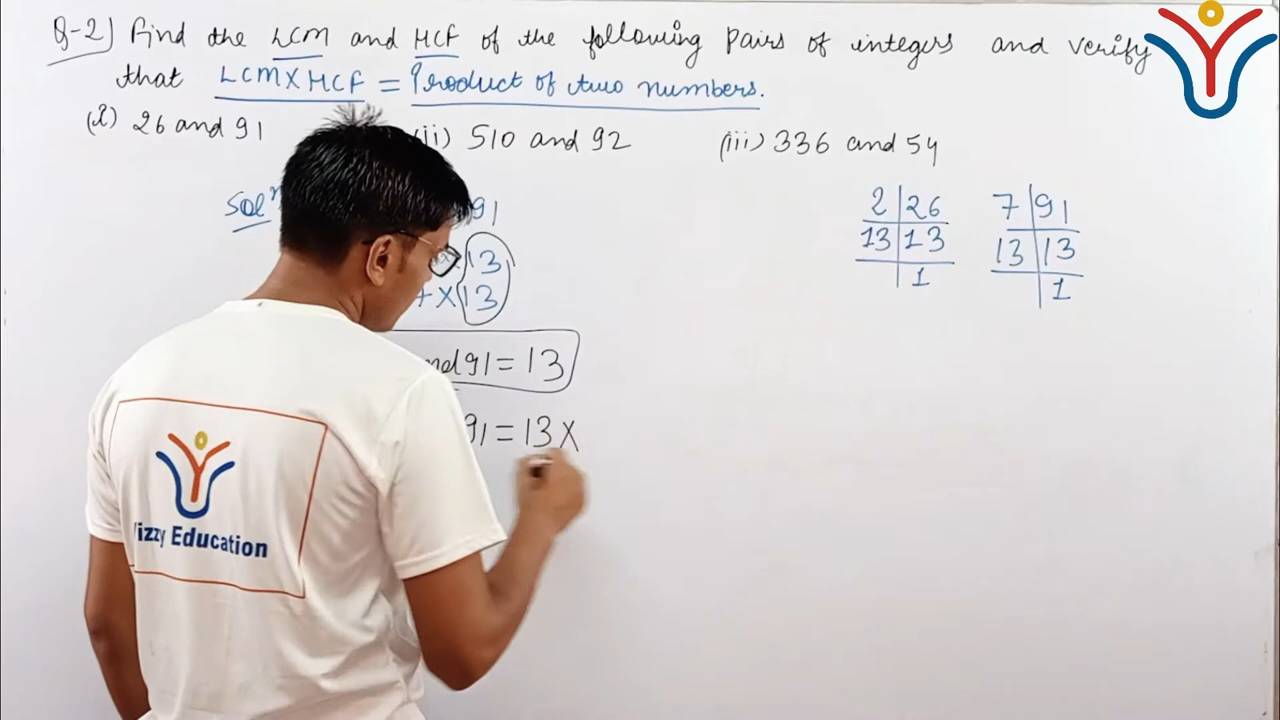 Q-2) Find the LCM and HCF of the following pairs of integers and verify
that LCM X HCF = Product of two numbers.
(i) 26 and 91 (ii) 510 and 92 (iii) 336 and 54
Solⁿ 91
13
X 13
and 91 = 13
91 = 13 X
2 26
13 13
1
7 91
13 13
1
izzy Education